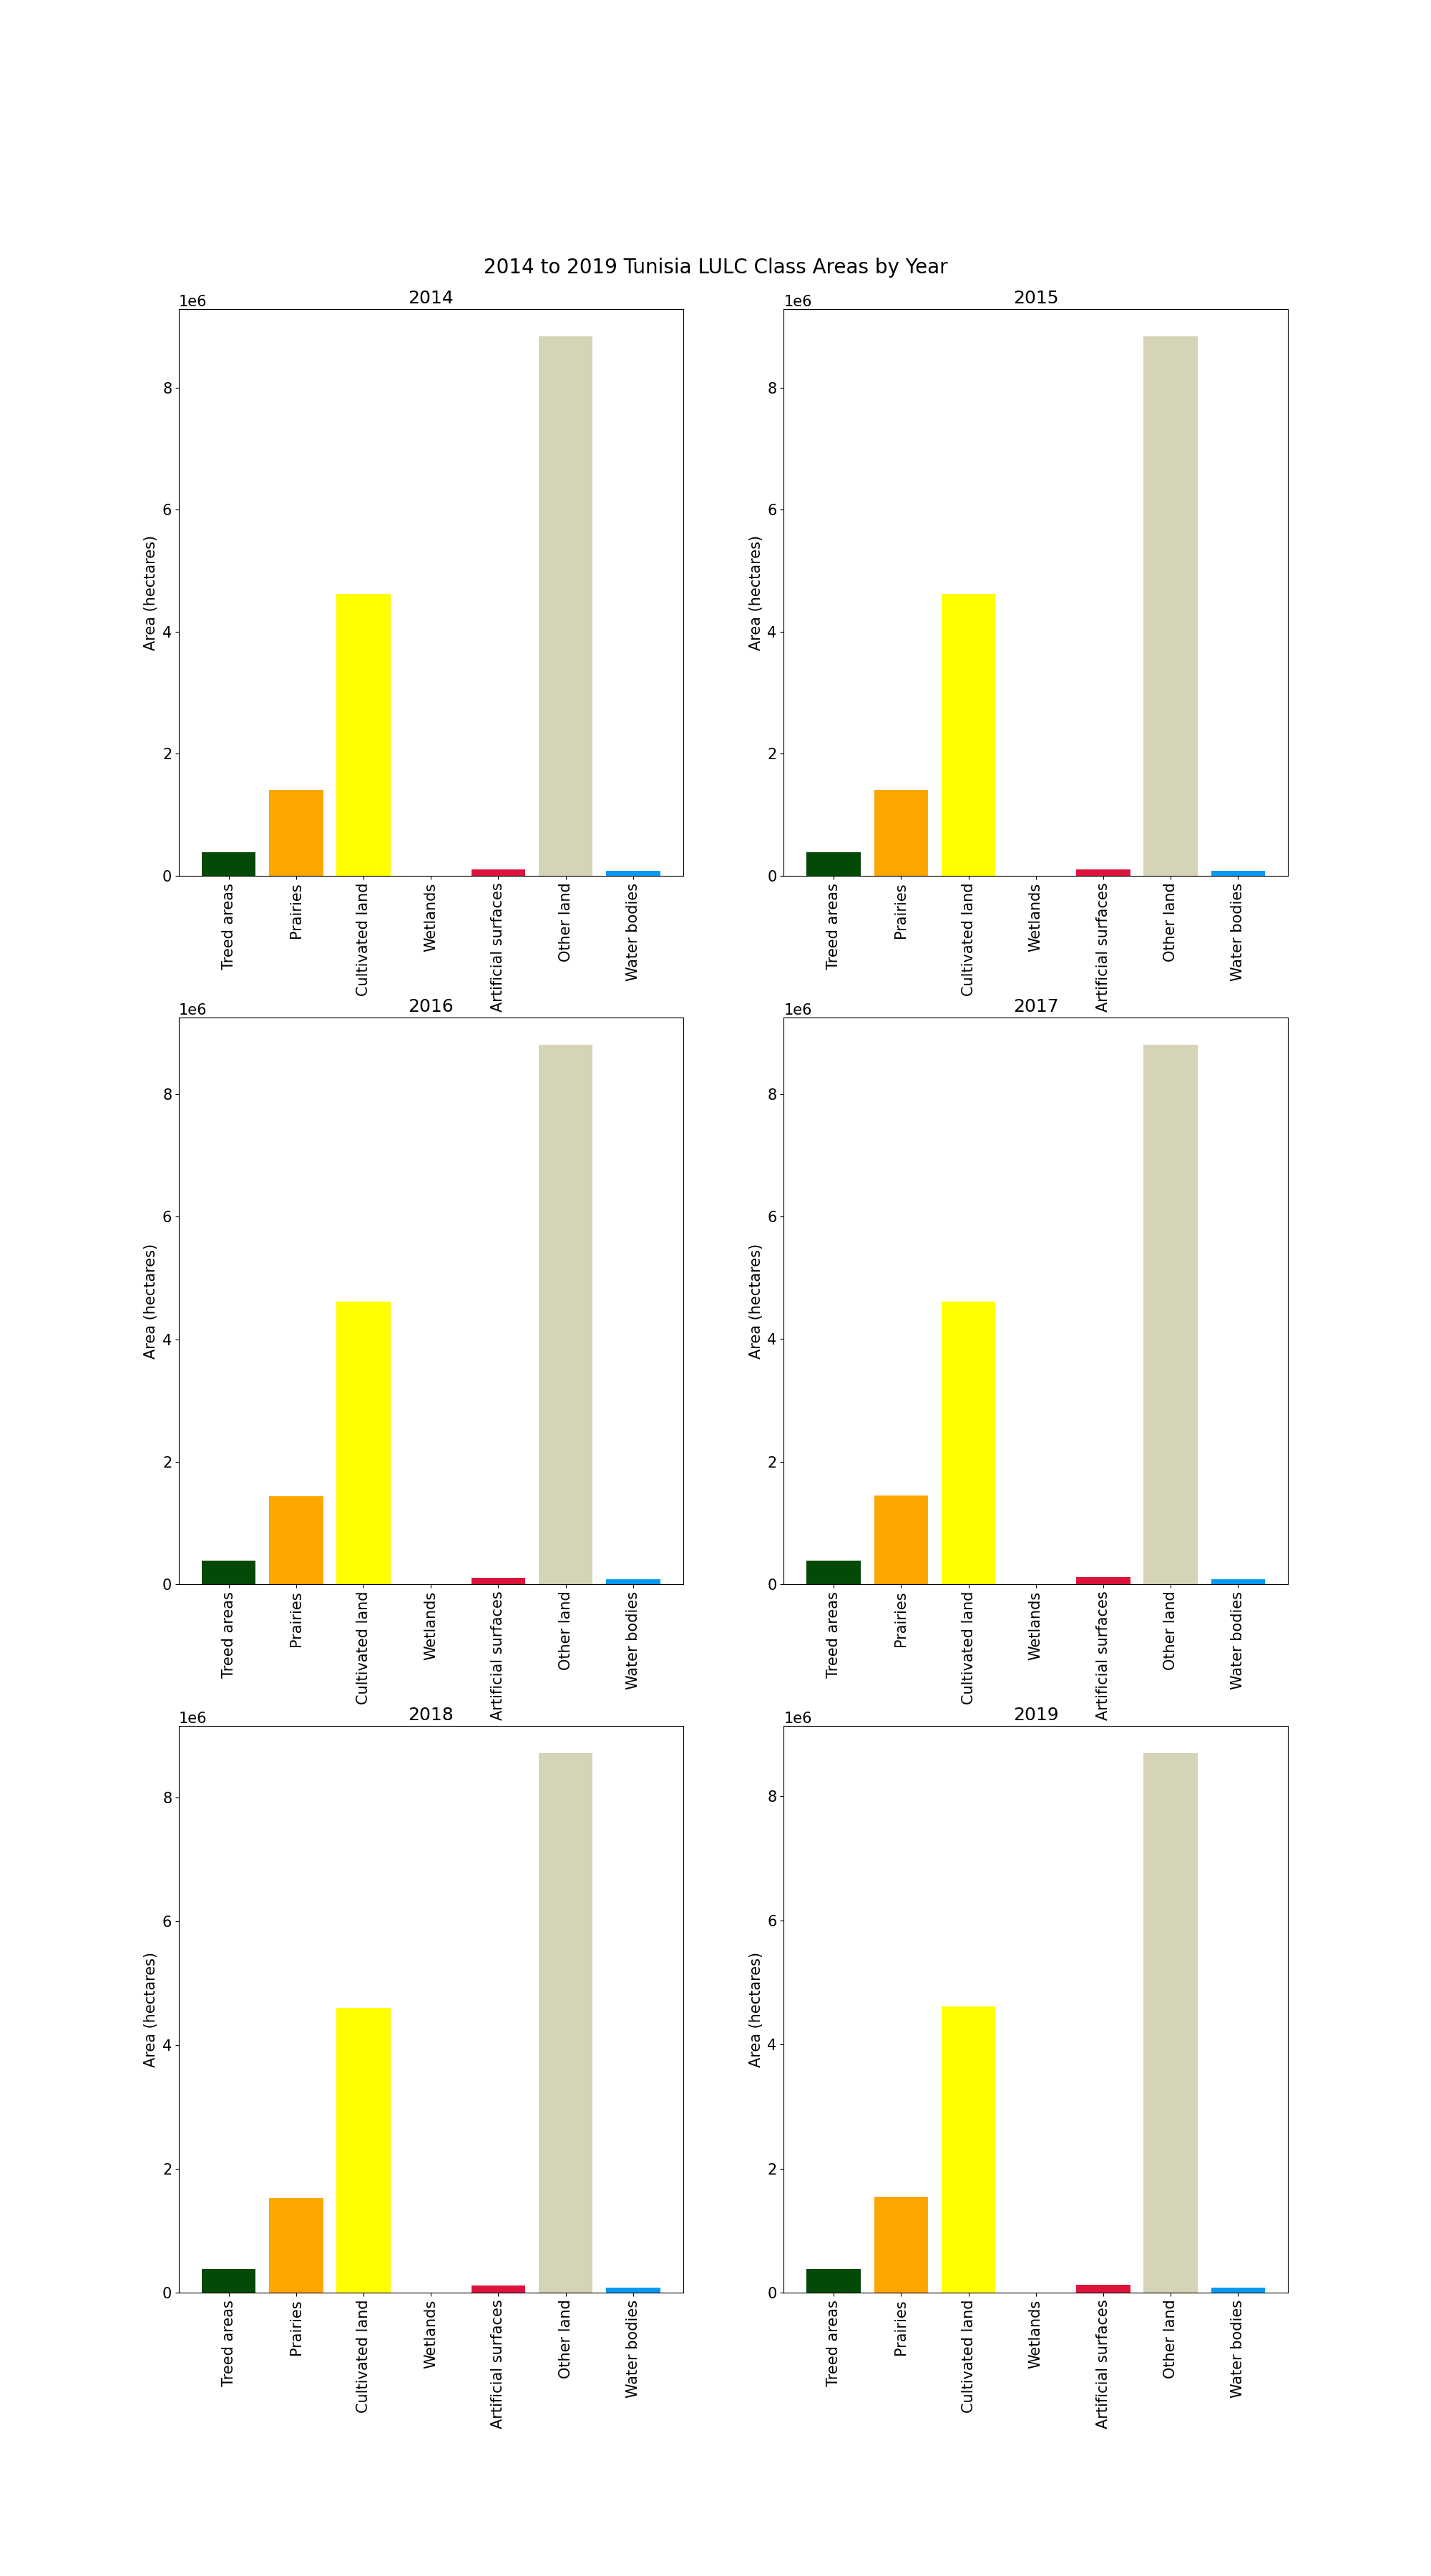 2014 to 2019 Tunisia LULC Class Areas by Year
2014
1e6
8
6
4
2
0
Area (hectares)
Treed areas
Prairies
Cultivated land
Wetlands
Artificial surfaces
Other land
Water bodies
2015
1e6
8
6
4
2
0
Area (hectares)
Treed areas
Prairies
Cultivated land
Wetlands
Artificial surfaces
Other land
Water bodies
2016
1e6
8
6
4
2
0
Area (hectares)
Treed areas
Prairies
Cultivated land
Wetlands
Artificial surfaces
Other land
Water bodies
2017
1e6
8
6
4
2
0
Area (hectares)
Treed areas
Prairies
Cultivated land
Wetlands
Artificial surfaces
Other land
Water bodies
2018
1e6
8
6
4
2
0
Area (hectares)
Treed areas
Prairies
Cultivated land
Wetlands
Artificial surfaces
Other land
Water bodies
2019
1e6
8
6
4
2
0
Area (hectares)
Treed areas
Prairies
Cultivated land
Wetlands
Artificial surfaces
Other land
Water bodies